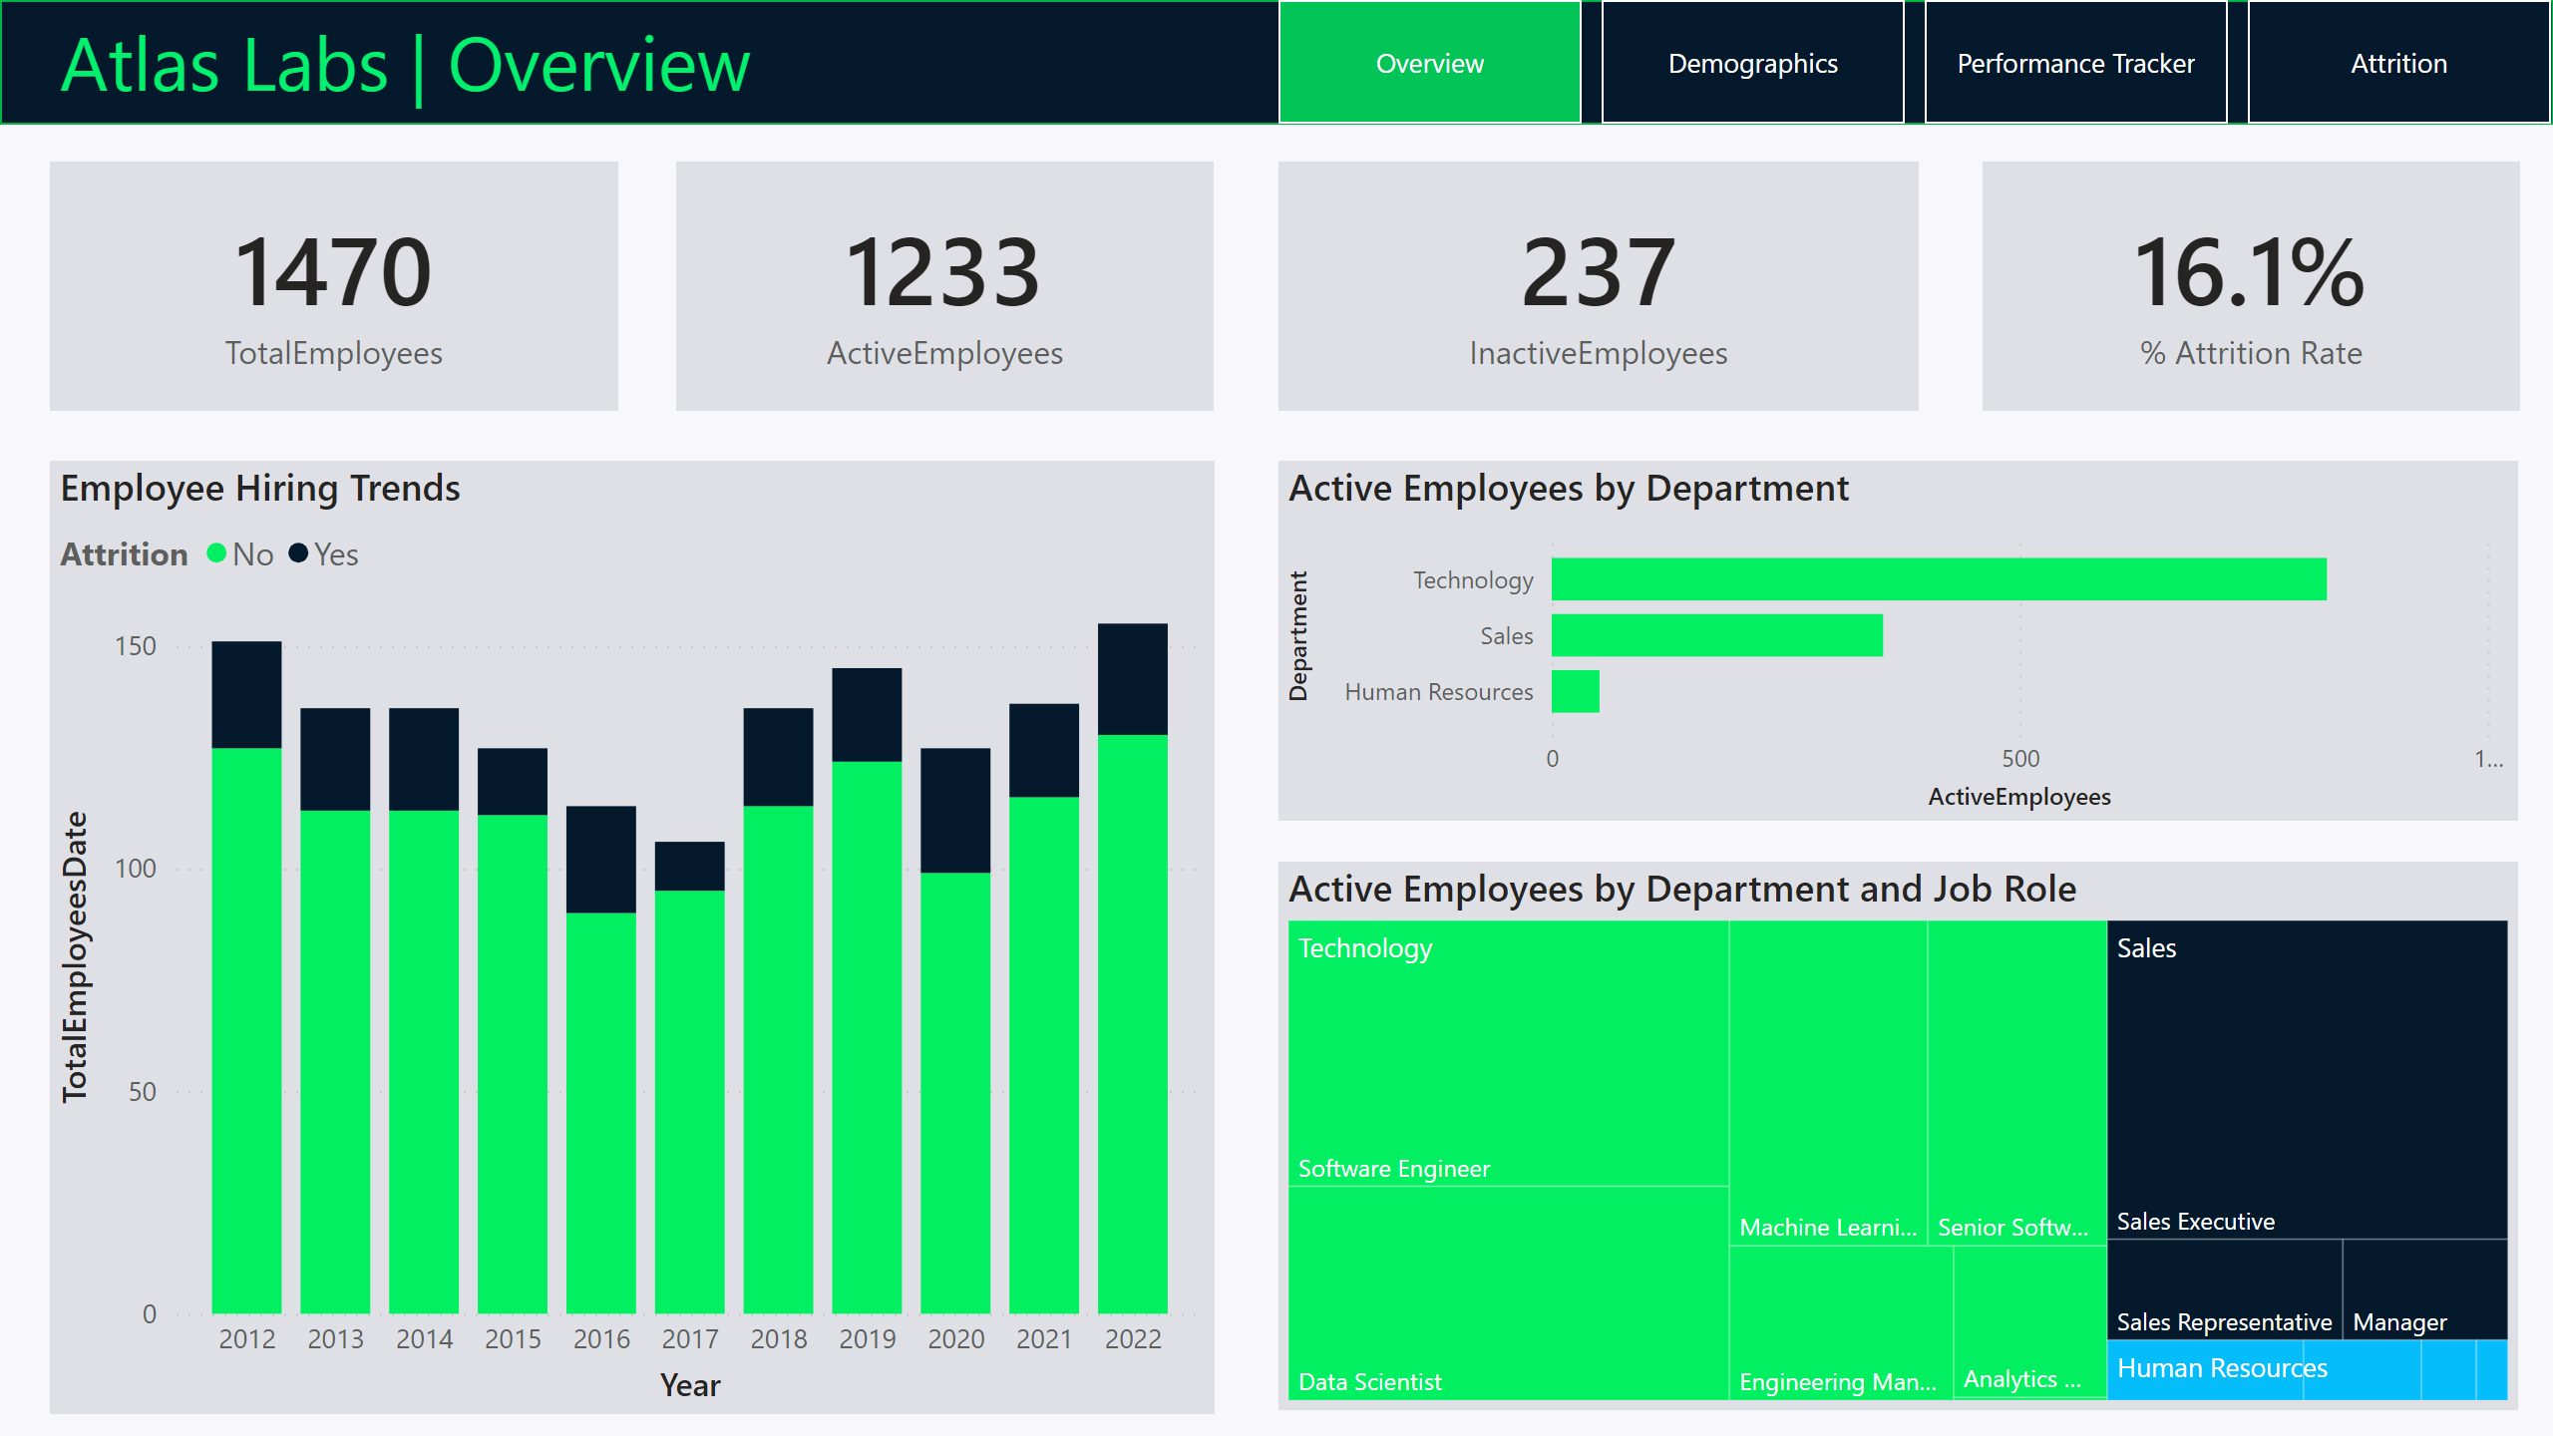 Atlas Labs | Overview
Overview
Demographics
Performance Tracker
Attrition
1470
TotalEmployees
1233
ActiveEmployees
237
InactiveEmployees
16.1%
% Attrition Rate
Employee Hiring Trends
Attrition No Yes
TotalEmployeesDate
150
100
50
0
2012 2013 2014 2015 2016 2017 2018 2019 2020 2021 2022
Year
Active Employees by Department
Department
Technology
Sales
Human Resources
0 500 1...
ActiveEmployees
Active Employees by Department and Job Role
Technology
Software Engineer
Data Scientist
Machine Learni...
Senior Softw...
Engineering Man...
Analytics ...
Sales
Sales Executive
Sales Representative
Manager
Human Resources